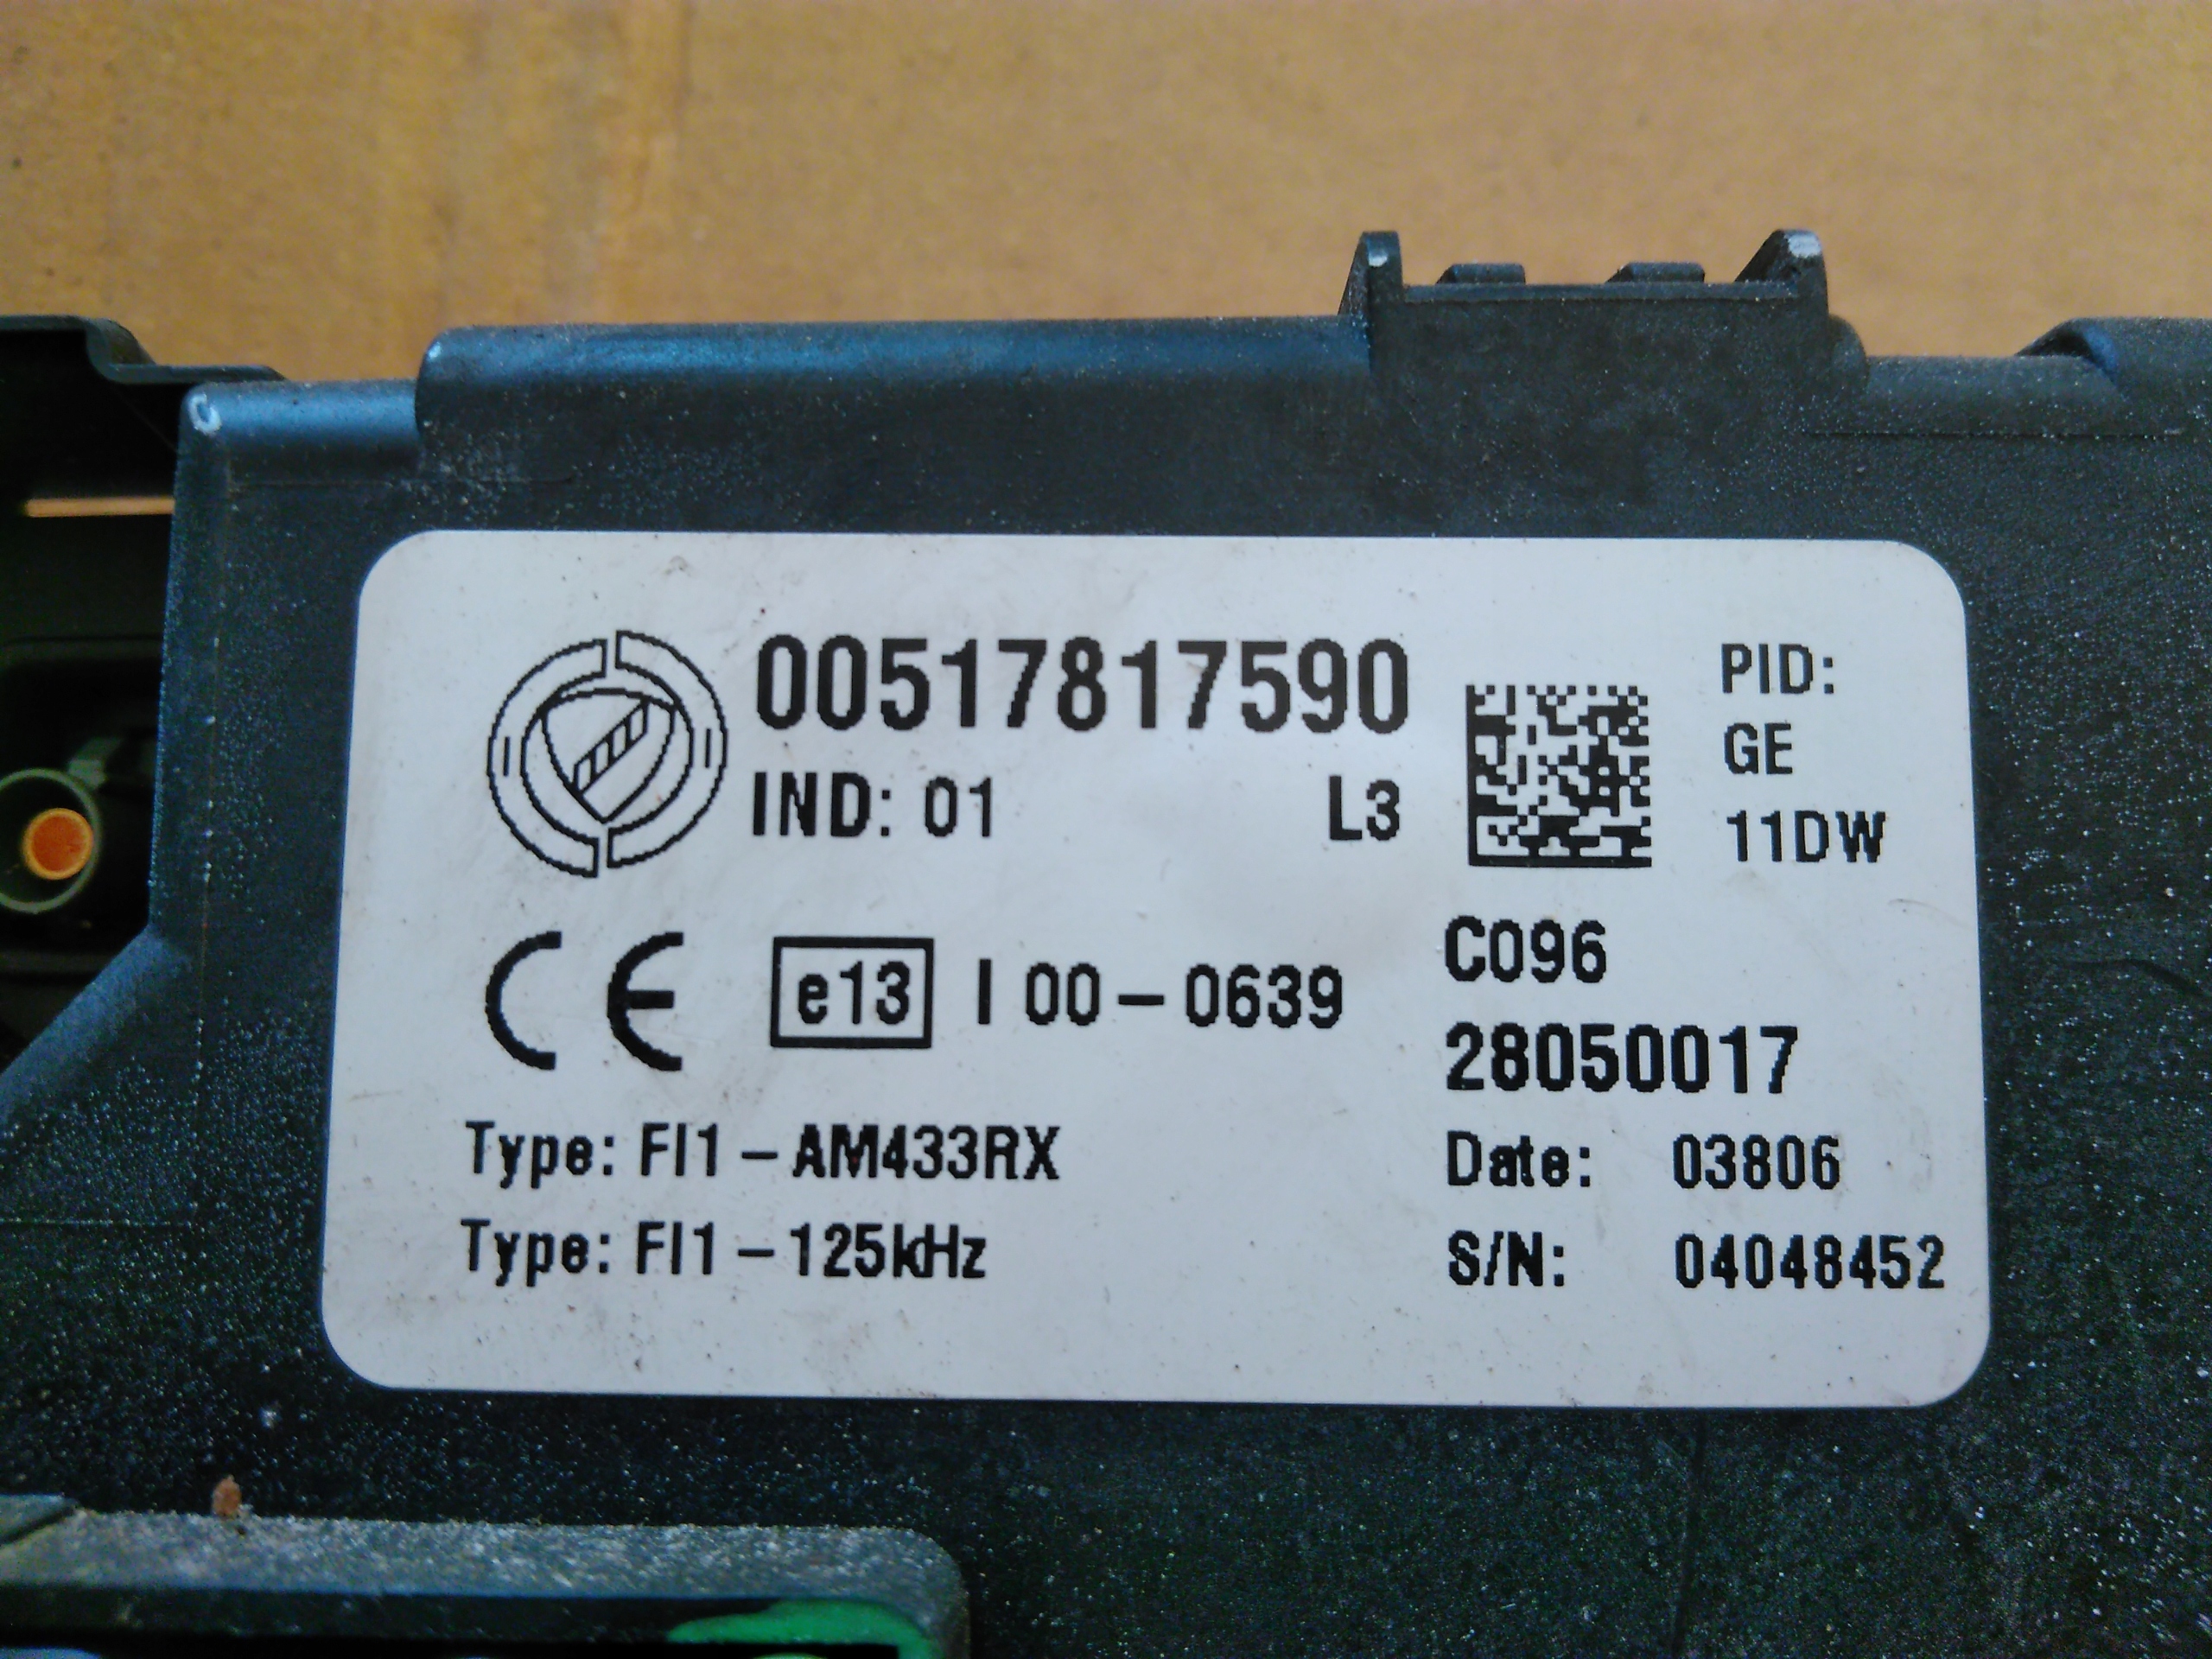 00517817590
IND: 01 L3
PID:
GE
11DW
CE e13 I 00-0639
C096
28050017
Type: FI1-AM433RX
Date: 03806
Type: FI1-125kHz
S/N: 04048452